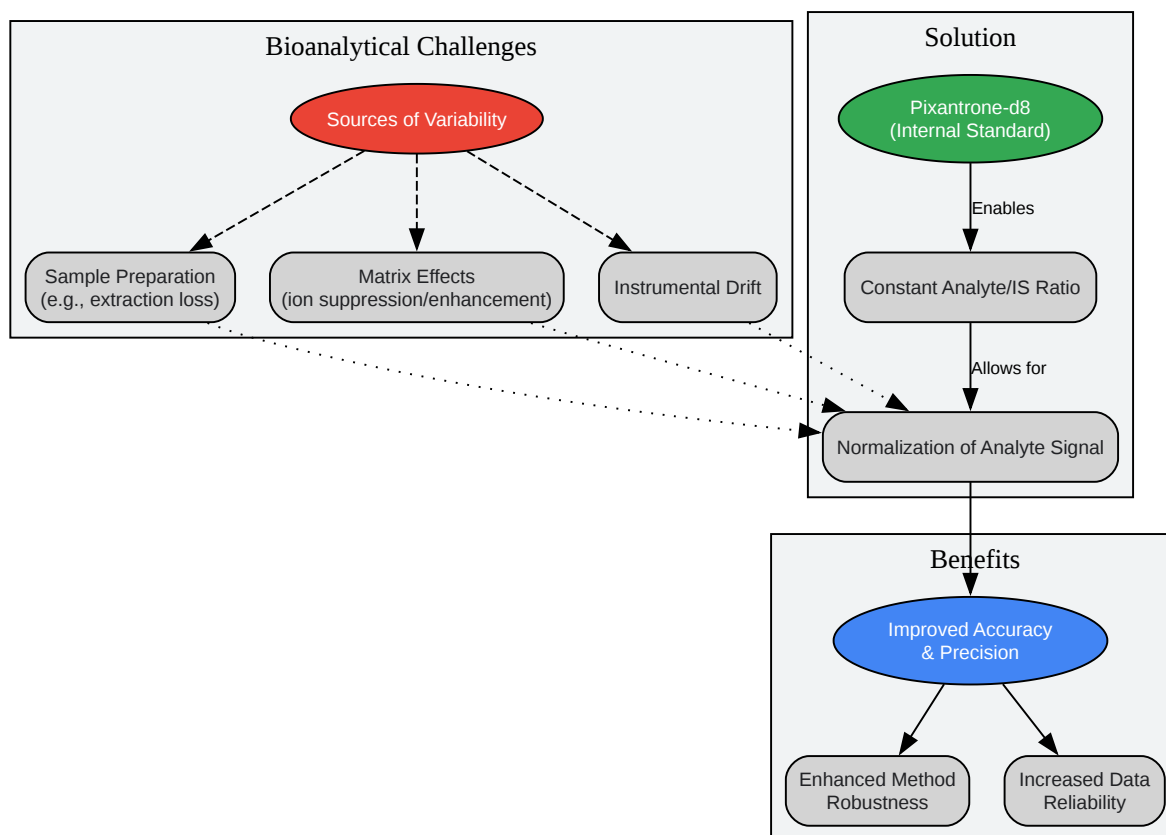 Bioanalytical Challenges
Sources of Variability
Sample Preparation
(e.g., extraction loss)
Matrix Effects
(ion suppression/enhancement)
Instrumental Drift
Solution
Pixantrone-d8
(Internal Standard)
Enables
Constant Analyte/IS Ratio
Allows for
Normalization of Analyte Signal
Benefits
Improved Accuracy
& Precision
Enhanced Method
Robustness
Increased Data
Reliability